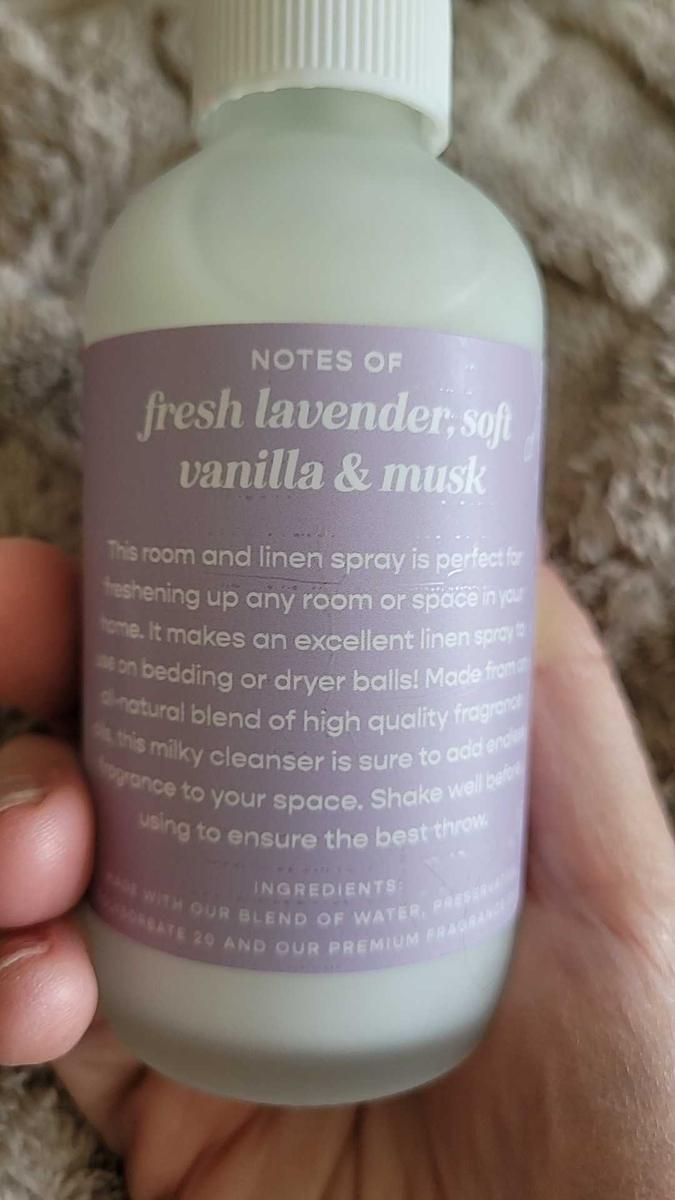 NOTES OF
fresh lavender, soft
vanilla & musk
This room and linen spray is perfect for
freshening up any room or space in your
home. It makes an excellent linen spray to
use on bedding or dryer balls! Made from an
all-natural blend of high quality fragrance
this milky cleanser is sure to add endless
fragrance to your space. Shake well before
using to ensure the best throw.
INGREDIENTS:
MADE WITH OUR BLEND OF WATER,
20 AND OUR PREMIUM FRAGRANCE